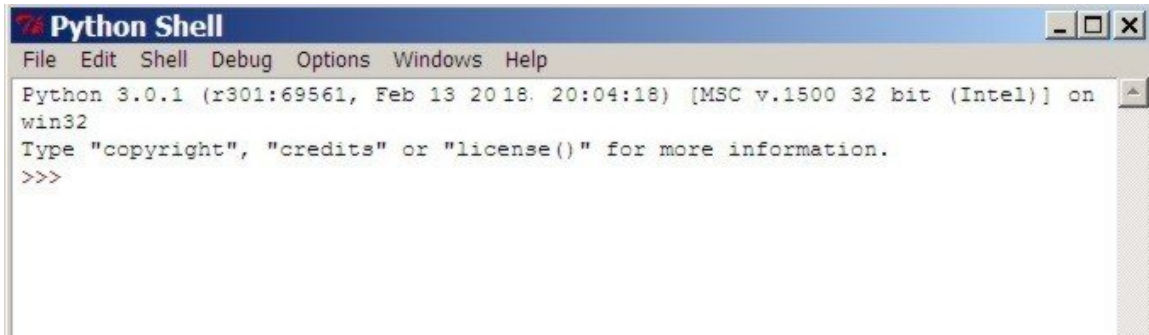 Python Shell
File Edit Shell Debug Options Windows Help
Python 3.0.1 (r301:69561, Feb 13 2018. 20:04:18) [MSC v.1500 32 bit (Intel)] on
win32
Type "copyright", "credits" or "license()" for more information.
>>>